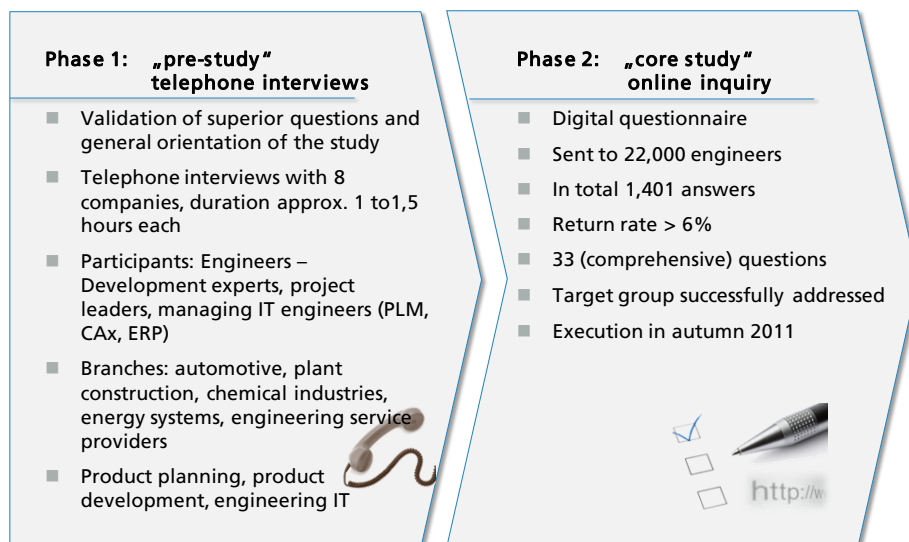 Phase 1: „pre-study“
telephone interviews
Validation of superior questions and
general orientation of the study
Telephone interviews with 8
companies, duration approx. 1 to1,5
hours each
Participants: Engineers –
Development experts, project
leaders, managing IT engineers (PLM,
CAx, ERP)
Branches: automotive, plant
construction, chemical industries,
energy systems, engineering service
providers
Product planning, product
development, engineering IT
Phase 2: „core study“
online inquiry
Digital questionnaire
Sent to 22,000 engineers
In total 1,401 answers
Return rate > 6%
33 (comprehensive) questions
Target group successfully addressed
Execution in autumn 2011
http://w